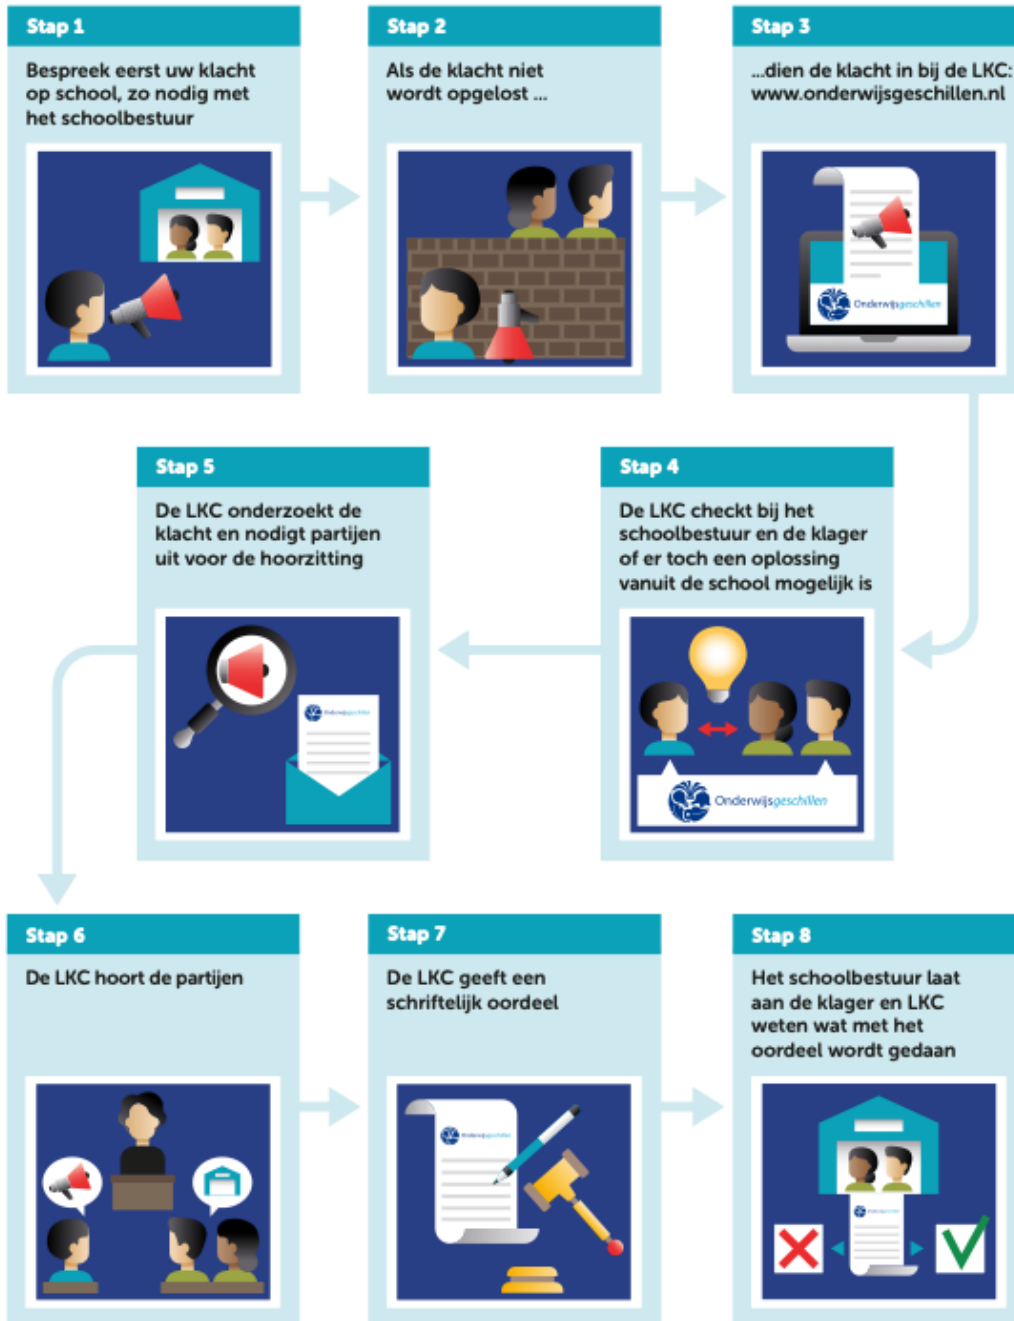 Stap 1
Bespreek eerst uw klacht
op school, zo nodig met
het schoolbestuur
Stap 2
Als de klacht niet
wordt opgelost ...
Stap 3
...dien de klacht in bij de LKC:
www.onderwijsgeschillen.nl
Onderwijsgeschillen
Stap 4
De LKC checkt bij het
schoolbestuur en de klager
of er toch een oplossing
vanuit de school mogelijk is
Onderwijsgeschillen
Stap 5
De LKC onderzoekt de
klacht en nodigt partijen
uit voor de hoorzitting
Onderwijsgeschillen
Stap 6
De LKC hoort de partijen
Stap 7
De LKC geeft een
schriftelijk oordeel
Onderwijsgeschillen
Stap 8
Het schoolbestuur laat
aan de klager en LKC
weten wat met het
oordeel wordt gedaan